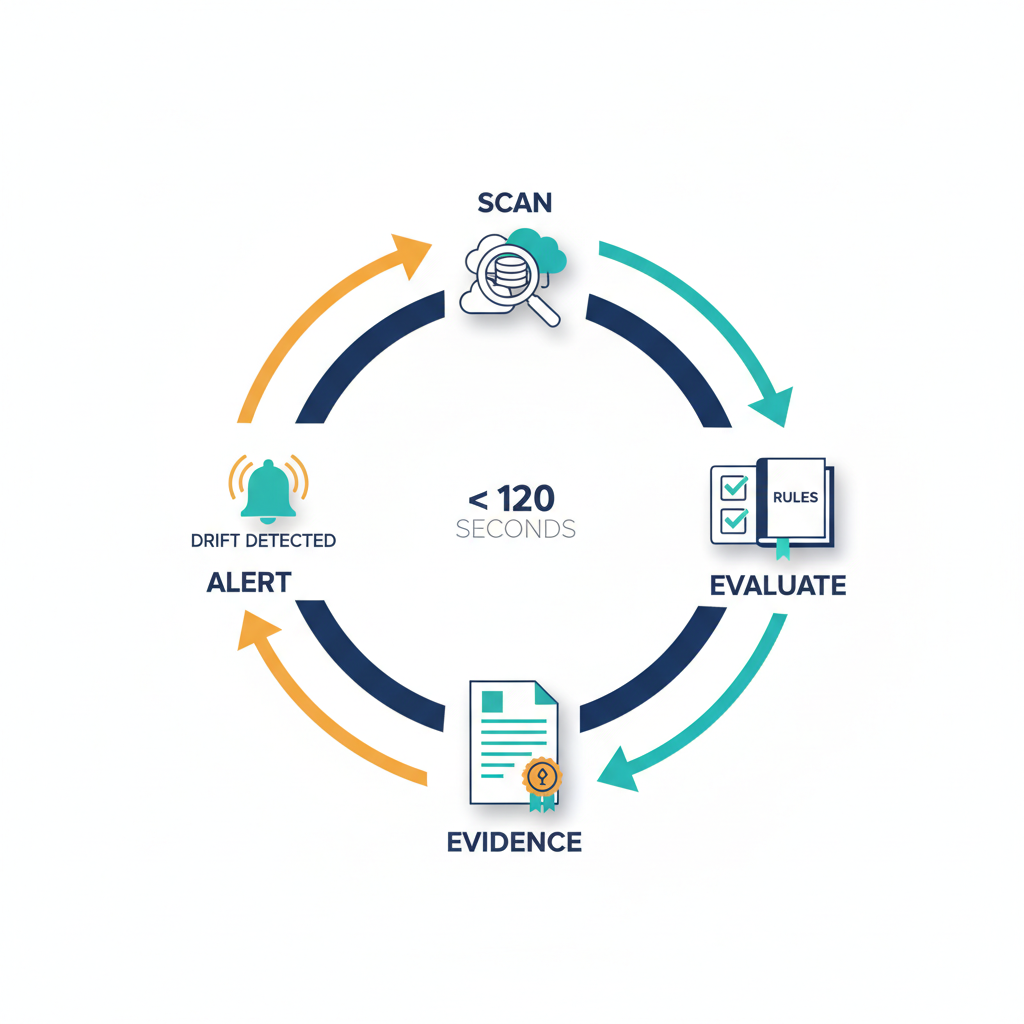 SCAN
RULES
< 120
SECONDS
DRIFT DETECTED
ALERT
EVALUATE
EVIDENCE